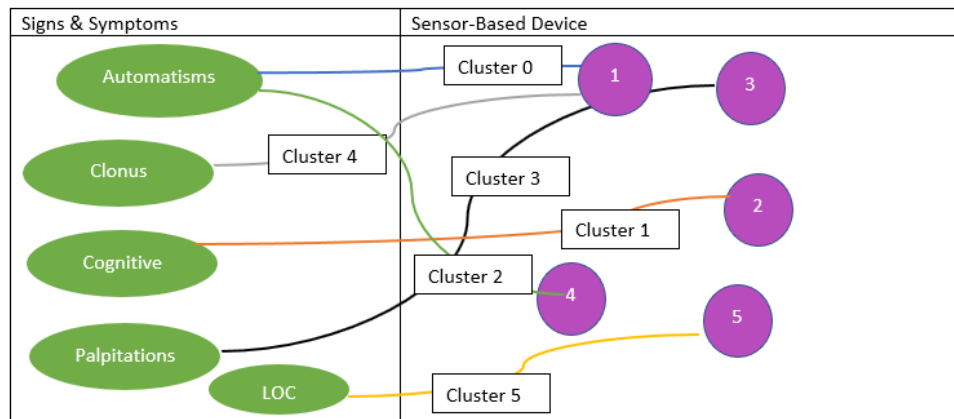 Signs & Symptoms
Sensor-Based Device
Automatisms
Cluster 0
1
3
Cluster 4
Clonus
Cluster 3
2
Cluster 1
Cognitive
Cluster 2
4
5
Palpitations
LOC
Cluster 5